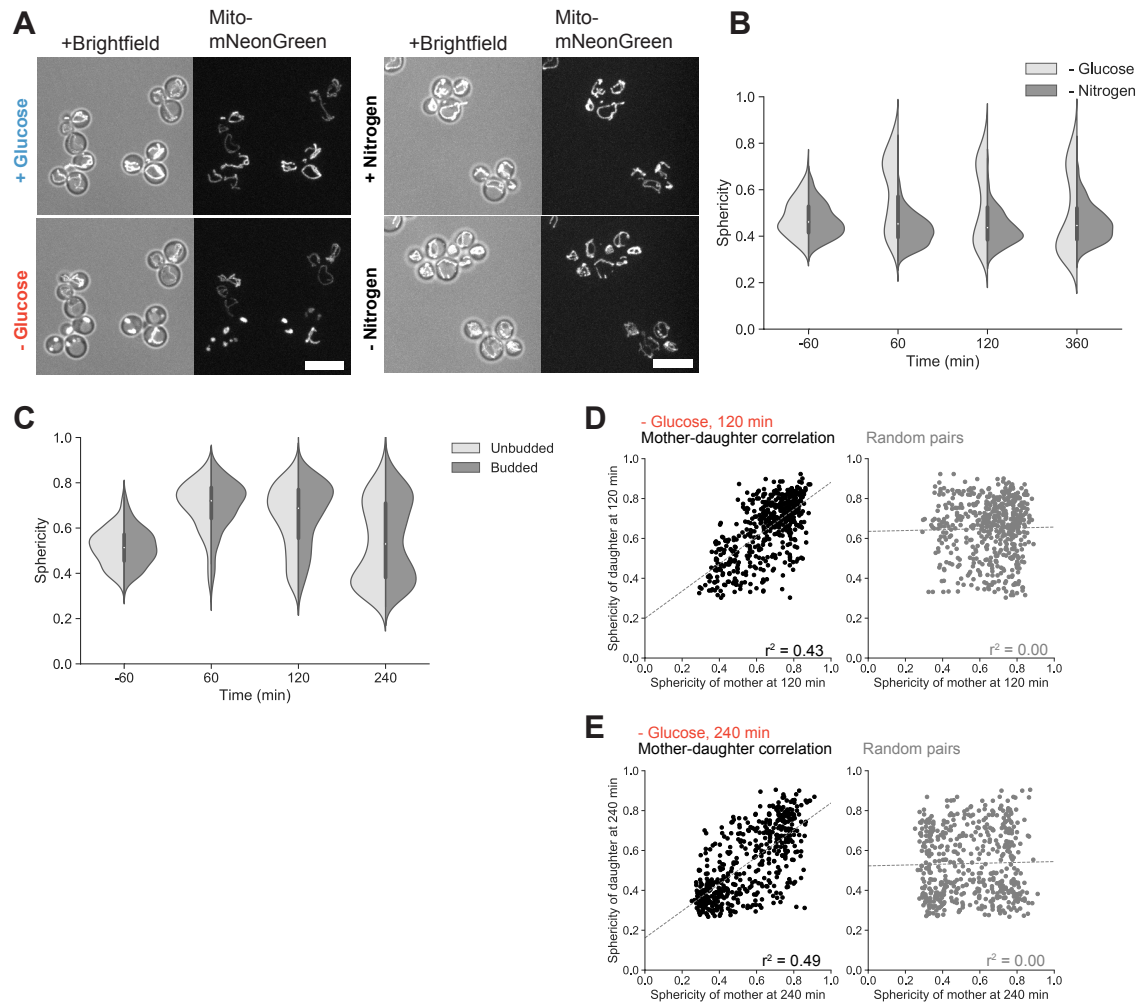 A
+Brightfield
Mito-
mNeonGreen
+Brightfield
Mito-
mNeonGreen
+ Glucose
- Glucose
+ Nitrogen
- Nitrogen
B
- Glucose
- Nitrogen
Sphericity
1.0
0.8
0.6
0.4
0.2
0.0
-60
60
120
360
Time (min)
C
Unbudded
Budded
Sphericity
1.0
0.8
0.6
0.4
0.2
0.0
-60
60
120
240
Time (min)
D
- Glucose, 120 min
Mother-daughter correlation
Random pairs
Sphericity of daughter at 120 min
1.0
0.8
0.6
0.4
0.2
0.0
r² = 0.43
0.0 0.2 0.4 0.6 0.8 1.0
Sphericity of mother at 120 min
1.0
0.8
0.6
0.4
0.2
0.0
r² = 0.00
0.0 0.2 0.4 0.6 0.8 1.0
Sphericity of mother at 120 min
E
- Glucose, 240 min
Mother-daughter correlation
Random pairs
Sphericity of daughter at 240 min
1.0
0.8
0.6
0.4
0.2
0.0
r² = 0.49
0.0 0.2 0.4 0.6 0.8 1.0
Sphericity of mother at 240 min
1.0
0.8
0.6
0.4
0.2
0.0
r² = 0.00
0.0 0.2 0.4 0.6 0.8 1.0
Sphericity of mother at 240 min